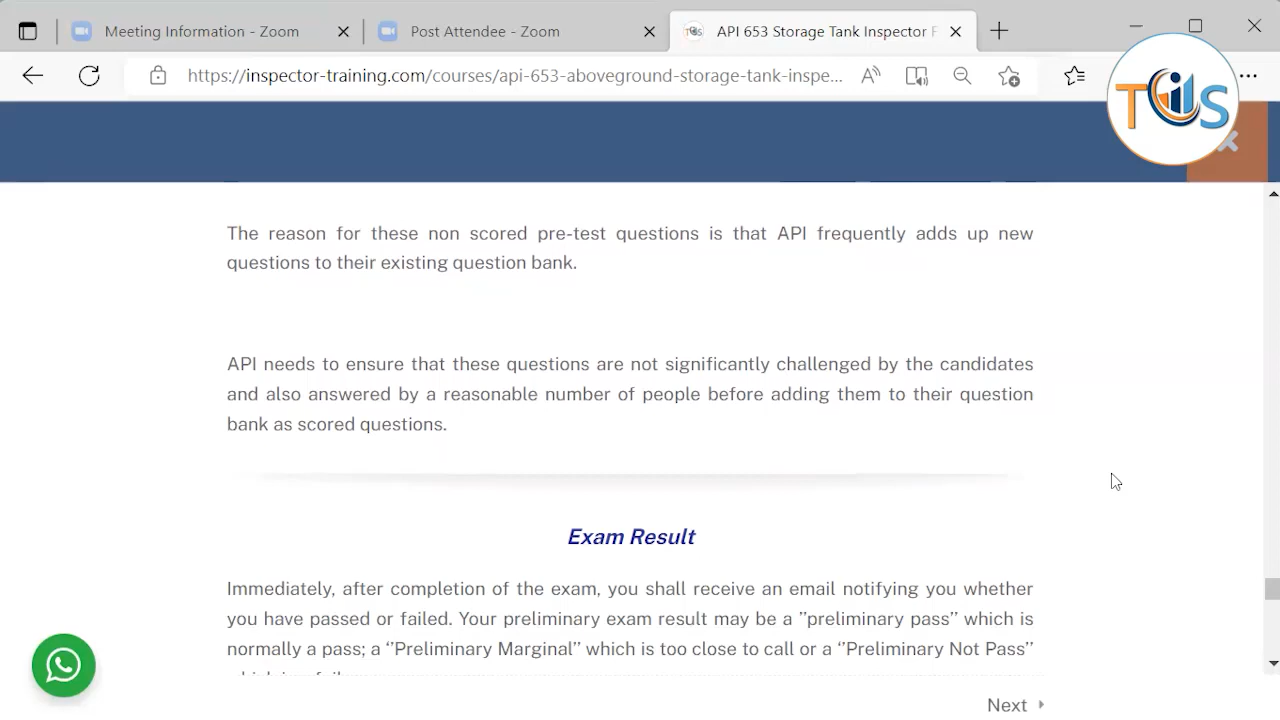 Meeting Information - Zoom
Post Attendee - Zoom
API 653 Storage Tank Inspector F
https://inspector-training.com/courses/api-653-aboveground-storage-tank-inspe...
The reason for these non scored pre-test questions is that API frequently adds up new
questions to their existing question bank.
API needs to ensure that these questions are not significantly challenged by the candidates
and also answered by a reasonable number of people before adding them to their question
bank as scored questions.
Exam Result
Immediately, after completion of the exam, you shall receive an email notifying you whether
you have passed or failed. Your preliminary exam result may be a ’’preliminary pass’’ which is
normally a pass; a ‘’Preliminary Marginal’’ which is too close to call or a ‘’Preliminary Not Pass’’
Next